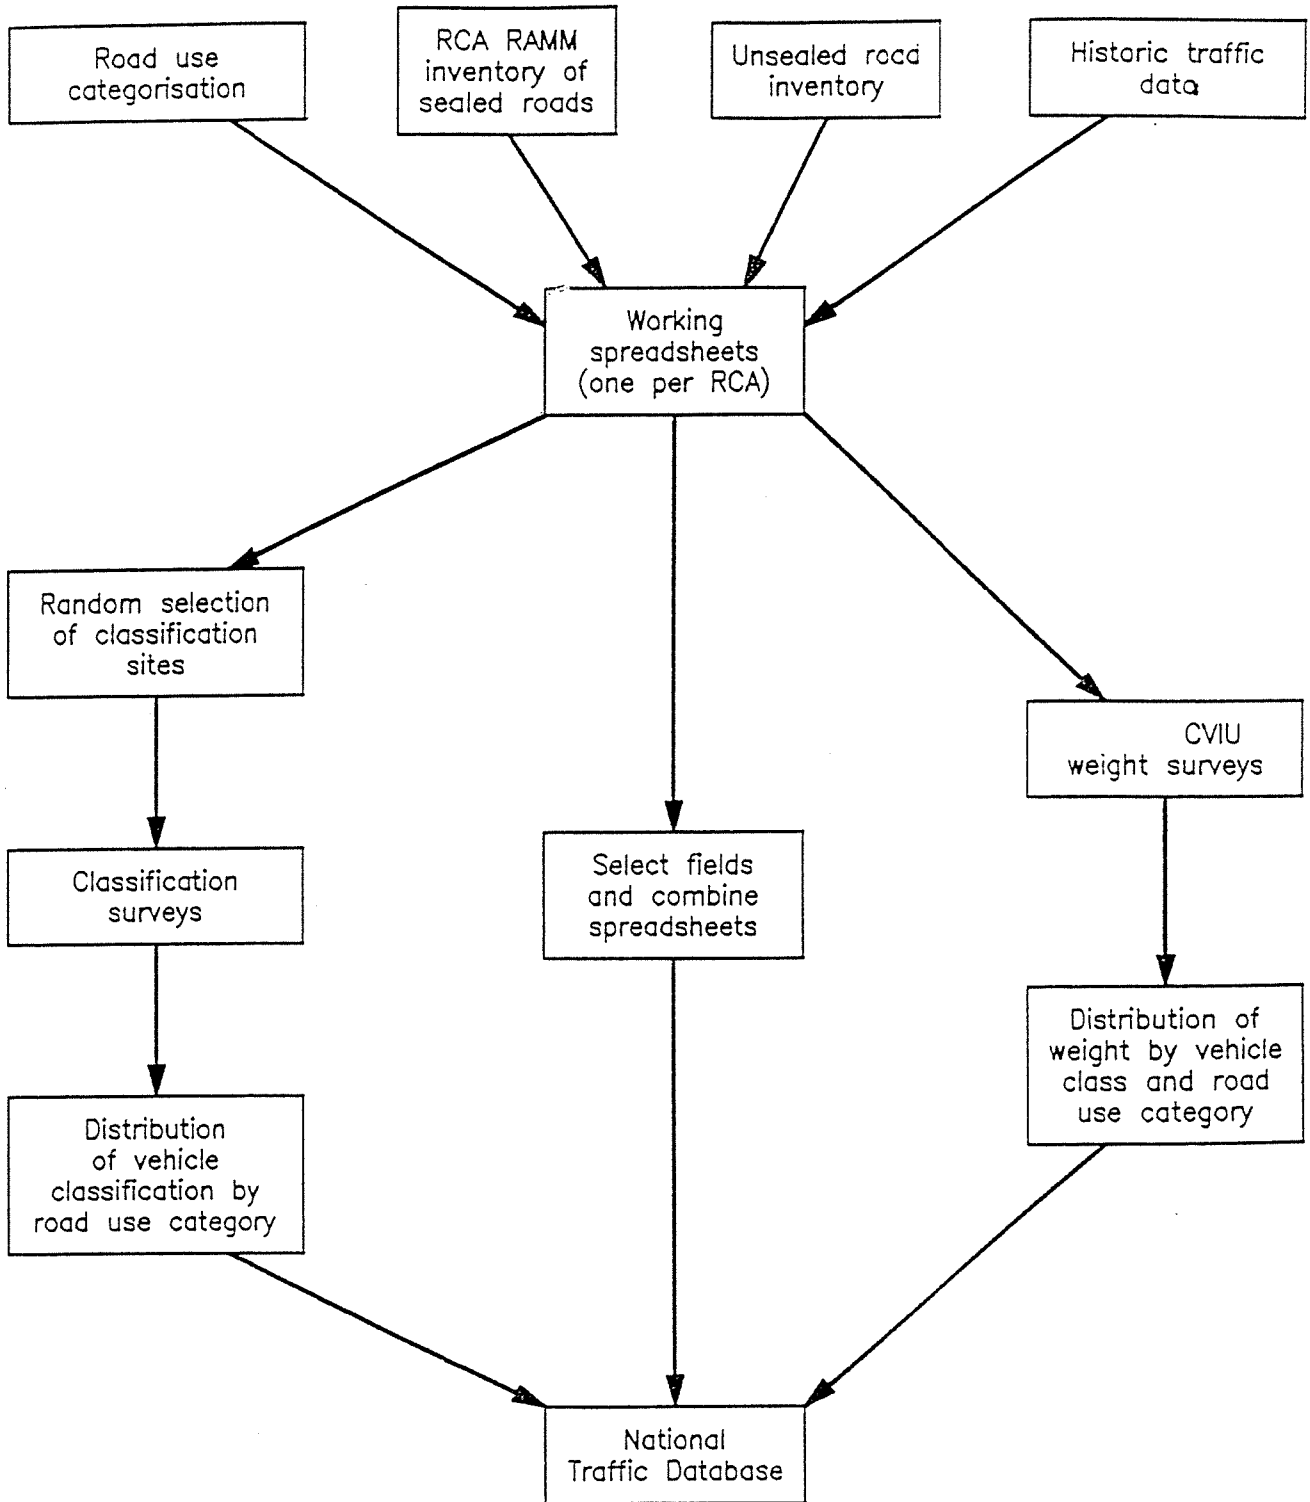 Road use
categorisation
RCA RAMM
inventory of
sealed roads
Unsealed road
inventory
Historic traffic
data
Working
spreadsheets
(one per RCA)
Random selection
of classification
sites
CVIU
weight surveys
Classification
surveys
Select fields
and combine
spreadsheets
Distribution of
weight by vehicle
class and road
use category
Distribution
of vehicle
classification by
road use category
National
Traffic Database